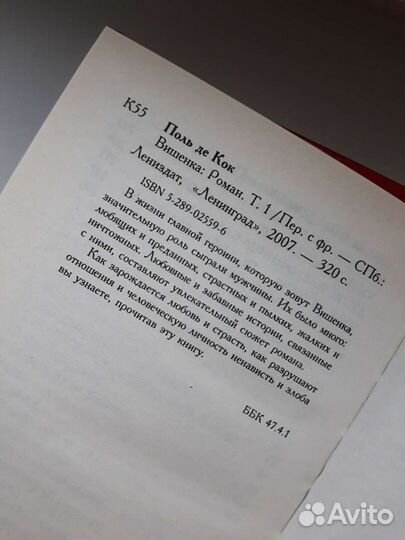 К55
Поль де Кок
Вишенка: Роман. Т. 1 /Пер. с фр. — СПб.:
Лениздат, «Ленинград», 2007. — 320 с.
ISBN 5-289-02559-6
В жизни главной героини, которую зовут Вишенка,
значительную роль сыграли мужчины. Их было много:
любящих и преданных, страстных и пылких, жалких и
ничтожных. Любовные и забавные истории, связанные
с ними, составляют увлекательный сюжет романа.
Как зарождается любовь и страсть, как разрушают
отношения и человеческую личность ненависть и злоба
вы узнаете, прочитав эту книгу.
ББК 47.4.1
Avito